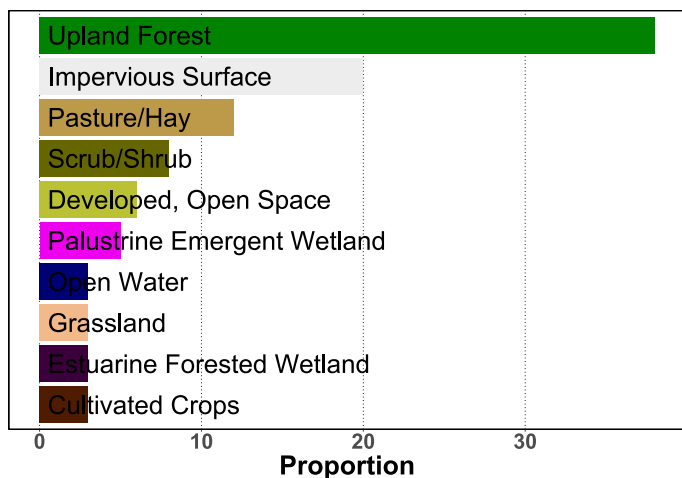 Upland Forest
Impervious Surface
Pasture/Hay
Scrub/Shrub
Developed, Open Space
Palustrine Emergent Wetland
Open Water
Grassland
Estuarine Forested Wetland
Cultivated Crops
0 10 20 30
Proportion